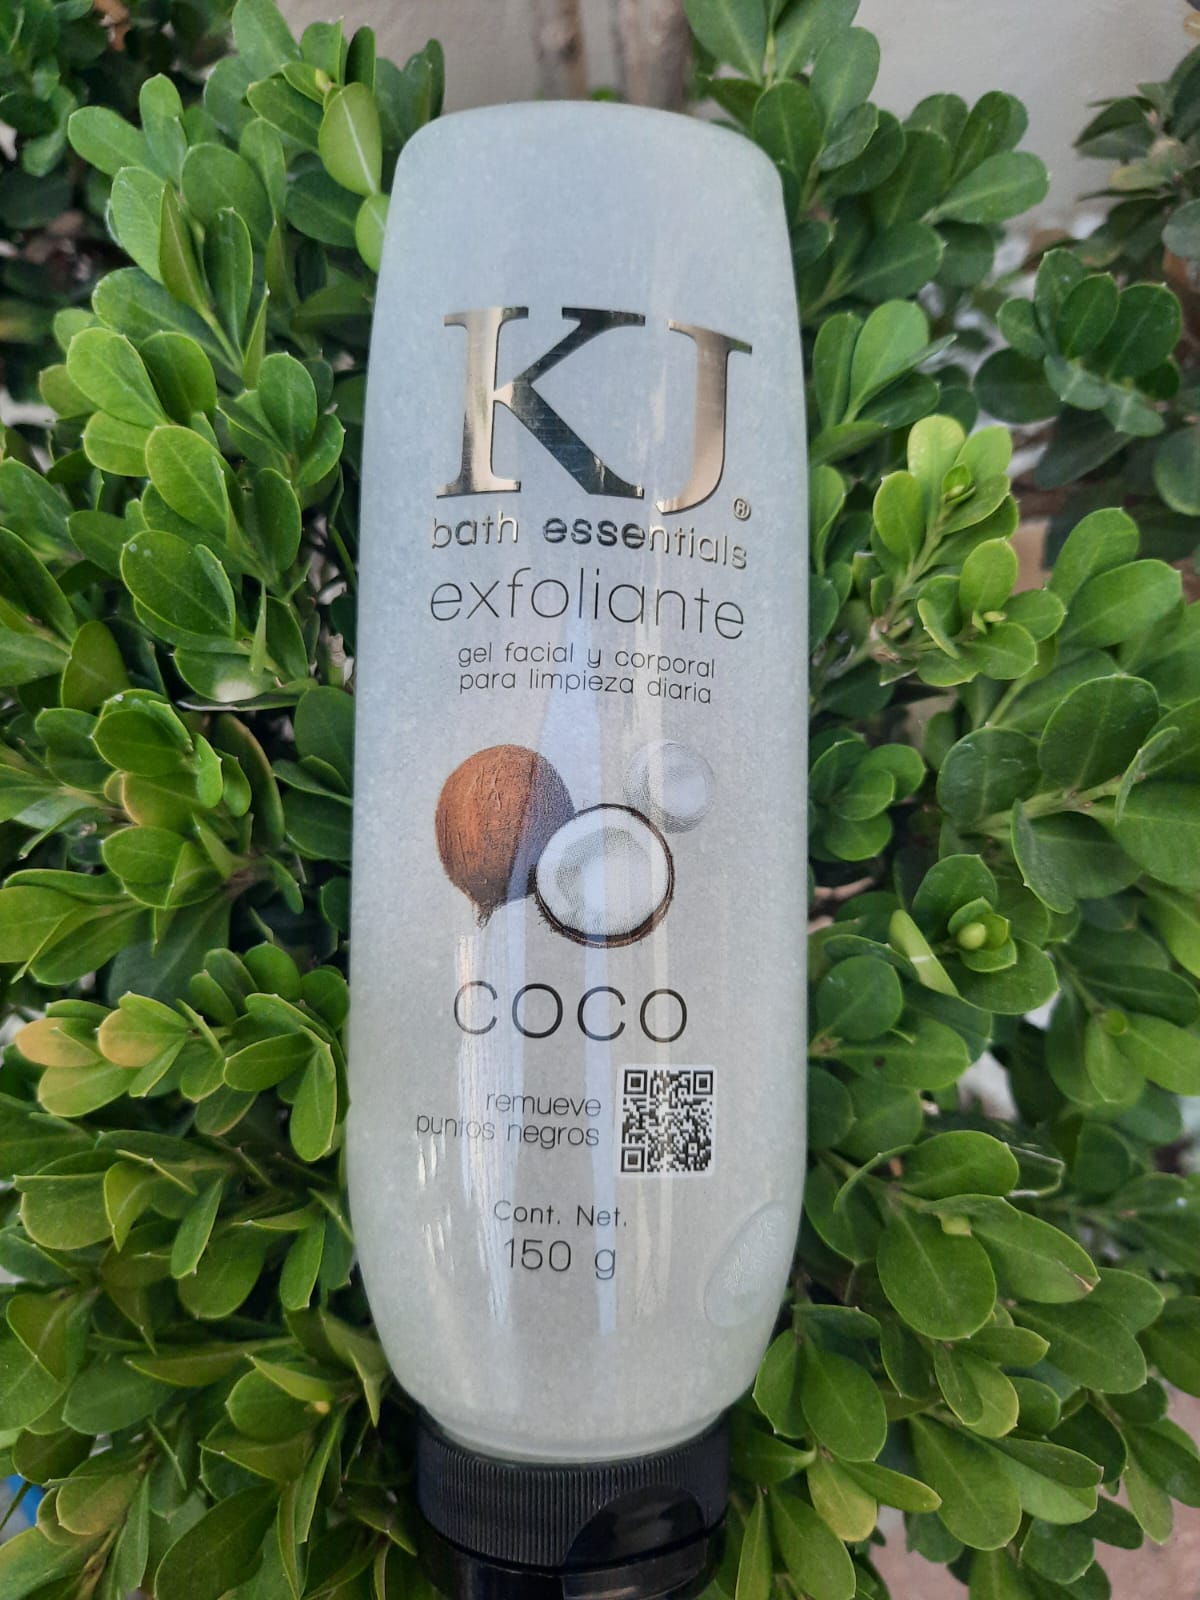 KJ®
bath essentials
exfoliante
gel facial y corporal
para limpieza diaria
coco
remueve
puntos negros
Cont. Net.
150 g